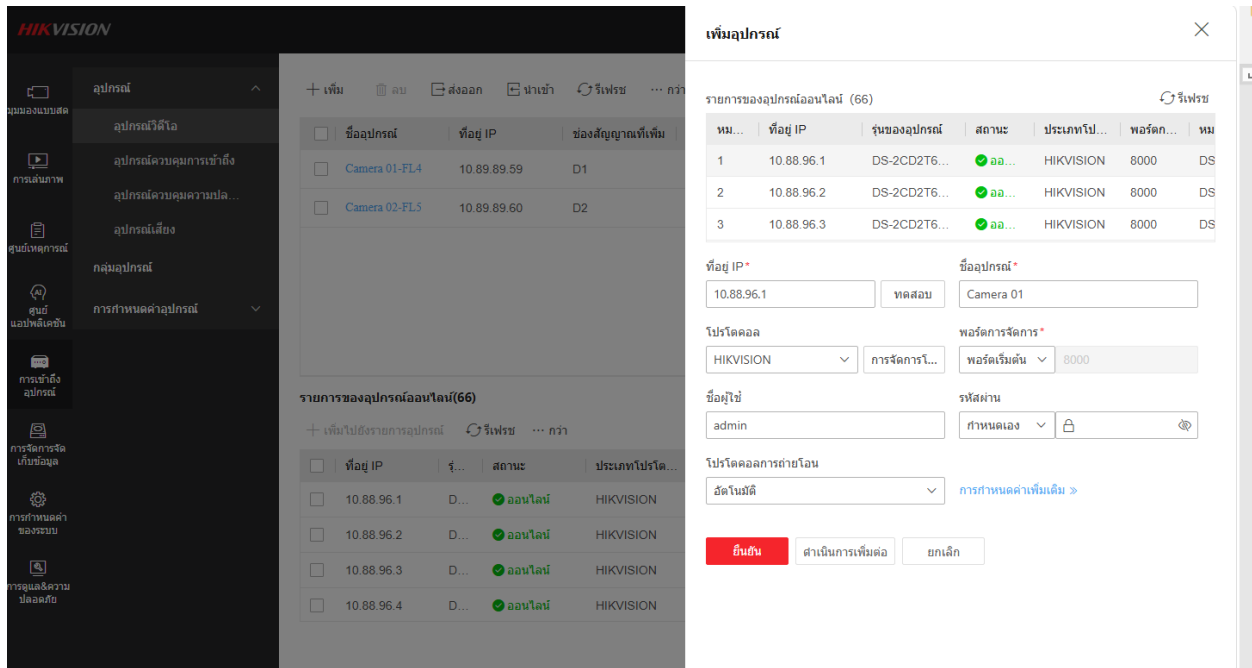 HIKVISION
มุมมองแบบสด
การเล่นภาพ
ศูนย์เหตุการณ์
ศูนย์
แอปพลิเคชัน
การเข้าถึง
อุปกรณ์
การจัดการจัด
เก็บข้อมูล
การกำหนดค่า
ของระบบ
การดูแล&ความ
ปลอดภัย
อุปกรณ์
อุปกรณ์วิดีโอ
อุปกรณ์ควบคุมการเข้าถึง
อุปกรณ์ควบคุมความปล...
อุปกรณ์เสียง
กลุ่มอุปกรณ์
การกำหนดค่าอุปกรณ์
เพิ่ม ลบ ส่งออก นำเข้า รีเฟรช ... กว่า
ชื่ออุปกรณ์ ที่อยู่ IP ช่องสัญญาณที่เพิ่ม
Camera 01-FL4 10.89.89.59 D1
Camera 02-FL5 10.89.89.60 D2
รายการของอุปกรณ์ออนไลน์(66)
เพิ่มไปยังรายการอุปกรณ์ รีเฟรช ... กว่า
ที่อยู่ IP รุ่... สถานะ ประเภทโปรโต...
10.88.96.1 D... ออนไลน์ HIKVISION
10.88.96.2 D... ออนไลน์ HIKVISION
10.88.96.3 D... ออนไลน์ HIKVISION
10.88.96.4 D... ออนไลน์ HIKVISION
เพิ่มอุปกรณ์
รายการของอุปกรณ์ออนไลน์ (66) รีเฟรช
หม... ที่อยู่ IP รุ่นของอุปกรณ์ สถานะ ประเภทโป... พอร์ตก... หม
1 10.88.96.1 DS-2CD2T6... ออ... HIKVISION 8000 DS
2 10.88.96.2 DS-2CD2T6... ออ... HIKVISION 8000 DS
3 10.88.96.3 DS-2CD2T6... ออ... HIKVISION 8000 DS
ที่อยู่ IP* ชื่ออุปกรณ์*
10.88.96.1 ทดสอบ Camera 01
โปรโตคอล พอร์ตการจัดการ*
HIKVISION การจัดการโ... พอร์ตเริ่มต้น 8000
ชื่อผู้ใช้ รหัสผ่าน
admin กำหนดเอง
โปรโตคอลการถ่ายโอน
อัตโนมัติ การกำหนดค่าเพิ่มเติม »
ยืนยัน ดำเนินการเพิ่มต่อ ยกเลิก